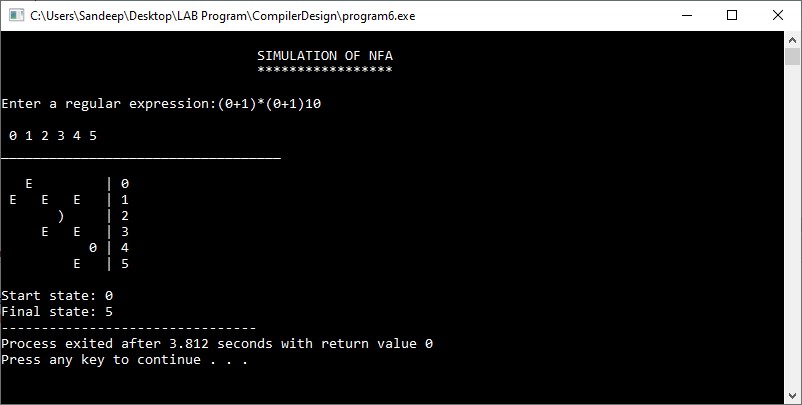 C:\Users\Sandeep\Desktop\LAB Program\CompilerDesign\program6.exe
SIMULATION OF NFA
*****************
Enter a regular expression:(0+1)*(0+1)10
0 1 2 3 4 5
___________________________________
E | 0
E E E | 1
) | 2
E E | 3
0 | 4
E | 5
Start state: 0
Final state: 5
--------------------------------
Process exited after 3.812 seconds with return value 0
Press any key to continue . . .